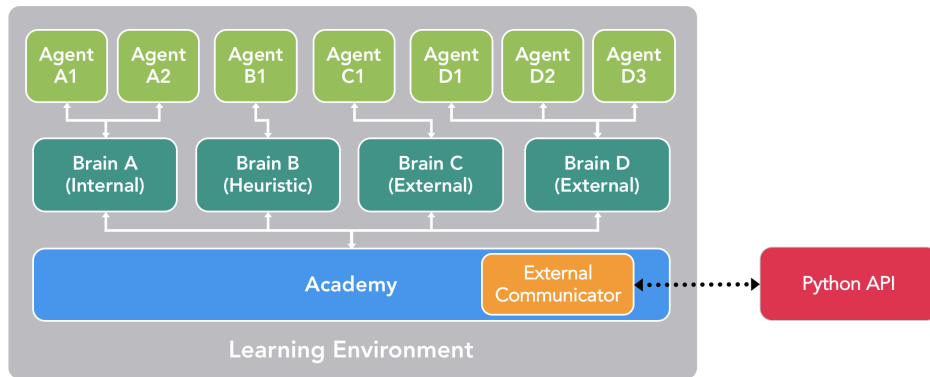 Agent
A1
Agent
A2
Agent
B1
Agent
C1
Agent
D1
Agent
D2
Agent
D3
Brain A
(Internal)
Brain B
(Heuristic)
Brain C
(External)
Brain D
(External)
Academy
External
Communicator
Python API
Learning Environment